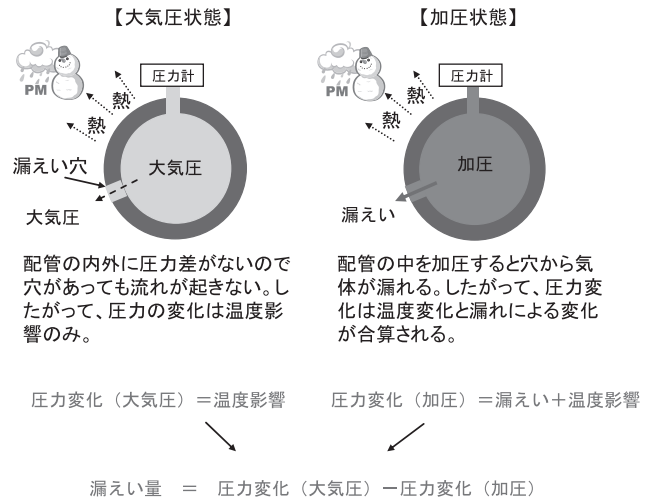 【大気圧状態】
【加圧状態】
圧力計
圧力計
PM
PM
熱
熱
熱
熱
大気圧
加圧
漏えい穴
大気圧
漏えい
配管の内外に圧力差がないので
穴があっても流れが起きない。し
たがって、圧力の変化は温度影
響のみ。
配管の中を加圧すると穴から気
体が漏れる。したがって、圧力変
化は温度変化と漏れによる変化
が合算される。
圧力変化（大気圧）＝温度影響
圧力変化（加圧）＝漏えい＋温度影響
漏えい量 ＝ 圧力変化（大気圧）－圧力変化（加圧）